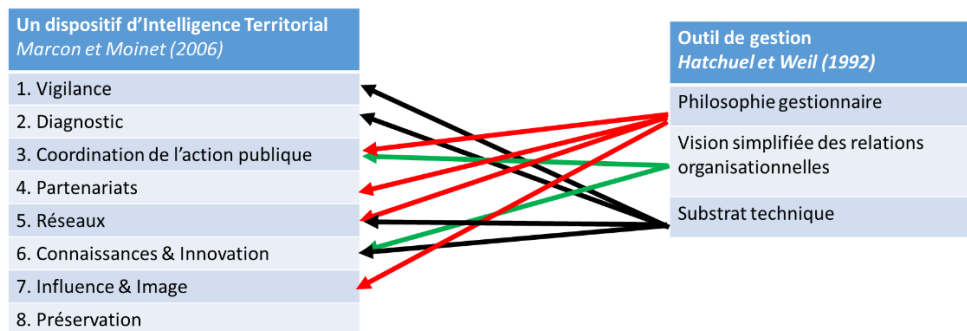 Un dispositif d’Intelligence Territorial
Marcon et Moinet (2006)
1. Vigilance
2. Diagnostic
3. Coordination de l’action publique
4. Partenariats
5. Réseaux
6. Connaissances & Innovation
7. Influence & Image
8. Préservation
Outil de gestion
Hatchuel et Weil (1992)
Philosophie gestionnaire
Vision simplifiée des relations
organisationnelles
Substrat technique